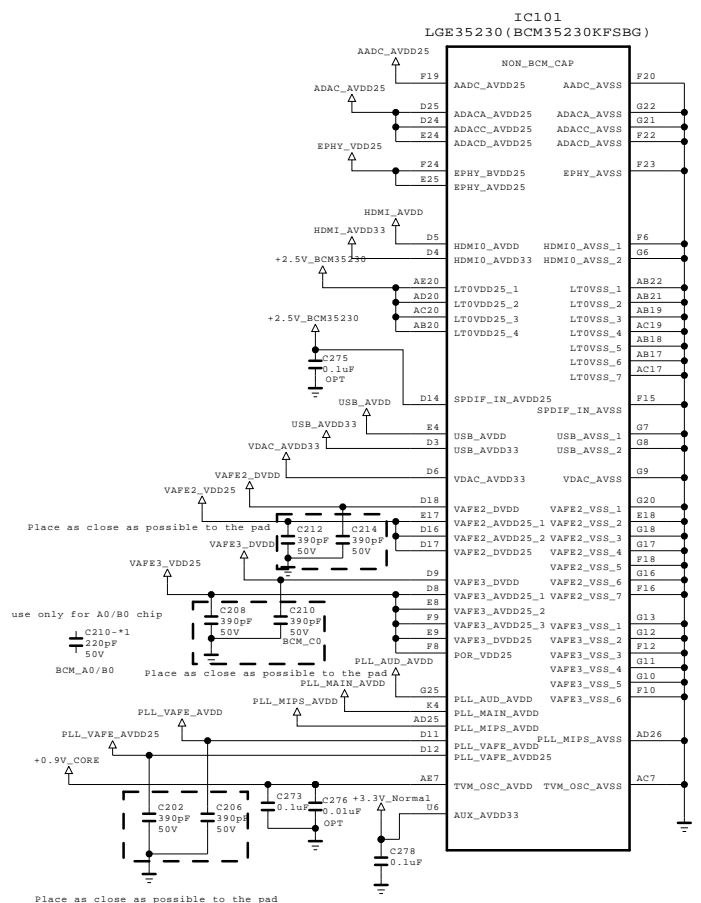 IC101
LGE35230(BCM35230KFSBG)
NON_BCM_CAP
AADC_AVDD25
F19 AADC_AVDD25 AADC_AVSS F20
ADAC_AVDD25
D25 ADACA_AVDD25 ADACA_AVSS G22
D24 ADACC_AVDD25 ADACC_AVSS G21
E24 ADACD_AVDD25 ADACD_AVSS F22
EPHY_VDD25
F24 EPHY_BVDD25 EPHY_AVSS F23
E25 EPHY_AVDD25
HDMI_AVDD
D5 HDMI0_AVDD HDMI0_AVSS_1 F6
HDMI_AVDD33
D4 HDMI0_AVDD33 HDMI0_AVSS_2 G6
+2.5V_BCM35230
AE20 LT0VDD25_1 LT0VSS_1 AB22
AD20 LT0VDD25_2 LT0VSS_2 AB21
AC20 LT0VDD25_3 LT0VSS_3 AB19
AB20 LT0VDD25_4 LT0VSS_4 AC19
LT0VSS_5 AB18
LT0VSS_6 AB17
LT0VSS_7 AC17
+2.5V_BCM35230
C275
0.1uF
OPT
D14 SPDIF_IN_AVDD25 SPDIF_IN_AVSS F15
USB_AVDD
E4 USB_AVDD USB_AVSS_1 G7
USB_AVDD33
D3 USB_AVDD33 USB_AVSS_2 G8
VDAC_AVDD33
D6 VDAC_AVDD33 VDAC_AVSS G9
VAFE2_DVDD
D18 VAFE2_DVDD VAFE2_VSS_1 G20
VAFE2_VDD25
E17 VAFE2_AVDD25_1 VAFE2_VSS_2 E18
D16 VAFE2_AVDD25_2 VAFE2_VSS_3 G18
D17 VAFE2_DVDD25 VAFE2_VSS_4 G17
VAFE2_VSS_5 F18
Place as close as possible to the pad
C212
390pF
50V
C214
390pF
50V
VAFE3_DVDD
D9 VAFE3_DVDD VAFE2_VSS_6 G16
VAFE3_VDD25
D8 VAFE3_AVDD25_1 VAFE2_VSS_7 F16
E8 VAFE3_AVDD25_2
F9 VAFE3_AVDD25_3 VAFE3_VSS_1 G13
E9 VAFE3_DVDD25 VAFE3_VSS_2 G12
F8 POR_VDD25 VAFE3_VSS_3 F12
VAFE3_VSS_4 G11
VAFE3_VSS_5 G10
VAFE3_VSS_6 F10
use only for A0/B0 chip
C210-*1
220pF
50V
BCM_A0/B0
C208
390pF
50V
C210
390pF
50V
BCM_C0
Place as close as possible to the pad
PLL_AUD_AVDD
G25 PLL_AUD_AVDD
PLL_MAIN_AVDD
K4 PLL_MAIN_AVDD
PLL_MIPS_AVDD
AD25 PLL_MIPS_AVDD
PLL_VAFE_AVDD
D11 PLL_VAFE_AVDD PLL_MIPS_AVSS AD26
PLL_VAFE_AVDD25
D12 PLL_VAFE_AVDD25
+0.9V_CORE
AE7 TVM_OSC_AVDD TVM_OSC_AVSS AC7
C202
390pF
50V
C206
390pF
50V
C273
0.1uF
C276
0.01uF
OPT
+3.3V_Normal
U6 AUX_AVDD33
C278
0.1uF
Place as close as possible to the pad